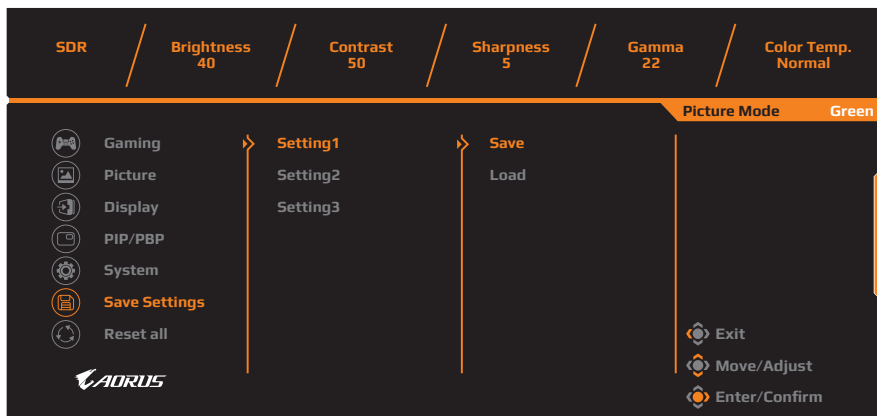 SDR Brightness Contrast Sharpness Gamma Color Temp.
40 50 5 22 Normal
Picture Mode Green
Gaming Setting1 Save
Picture Setting2 Load
Display Setting3
PIP/PBP
System
Save Settings
Reset all
AORUS
Exit
Move/Adjust
Enter/Confirm